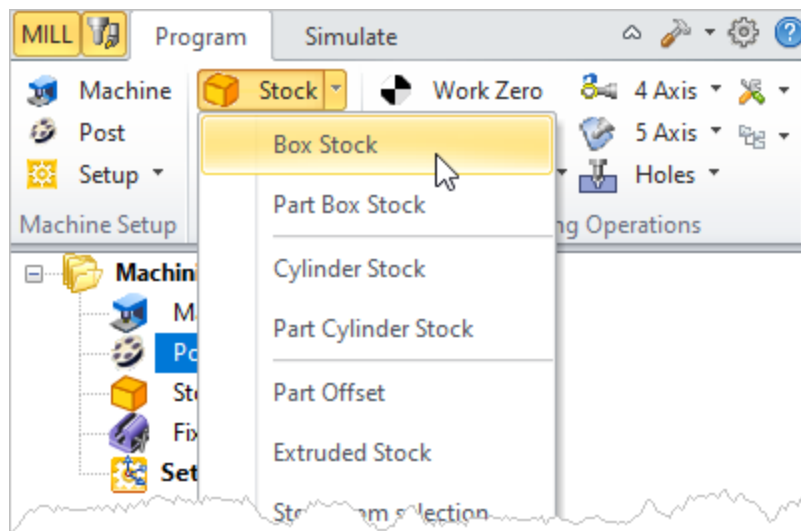 MILL Program Simulate
Machine Stock Work Zero 4 Axis
Post 5 Axis
Setup Holes
Machine Setup Operations
Box Stock
Part Box Stock
Cylinder Stock
Part Cylinder Stock
Part Offset
Extruded Stock
selection